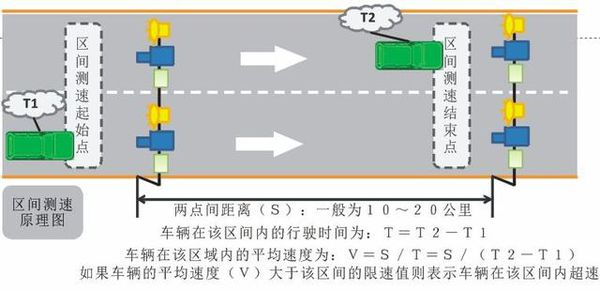 T2
T1
区间测速起始点
区间测速结束点
区间测速
原理图
两点间距离(S):一般为10～20公里
车辆在该区间内的行驶时间为:T=T2-T1
车辆在该区域内的平均速度为:V=S/T=S/(T2-T1)
如果车辆的平均速度(V)大于该区间的限速值则表示车辆在该区间内超速